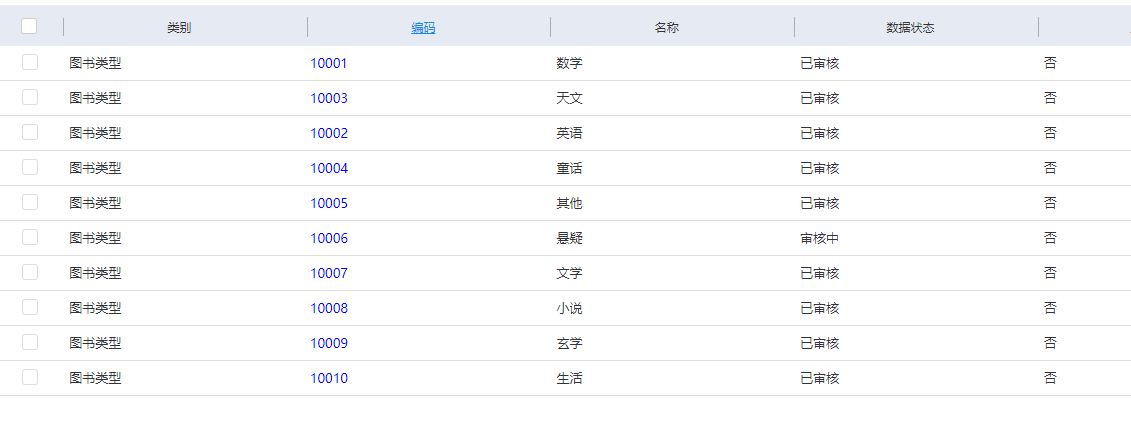 类别 编码 名称 数据状态
图书类型 10001 数学 已审核 否
图书类型 10003 天文 已审核 否
图书类型 10002 英语 已审核 否
图书类型 10004 童话 已审核 否
图书类型 10005 其他 已审核 否
图书类型 10006 悬疑 审核中 否
图书类型 10007 文学 已审核 否
图书类型 10008 小说 已审核 否
图书类型 10009 玄学 已审核 否
图书类型 10010 生活 已审核 否